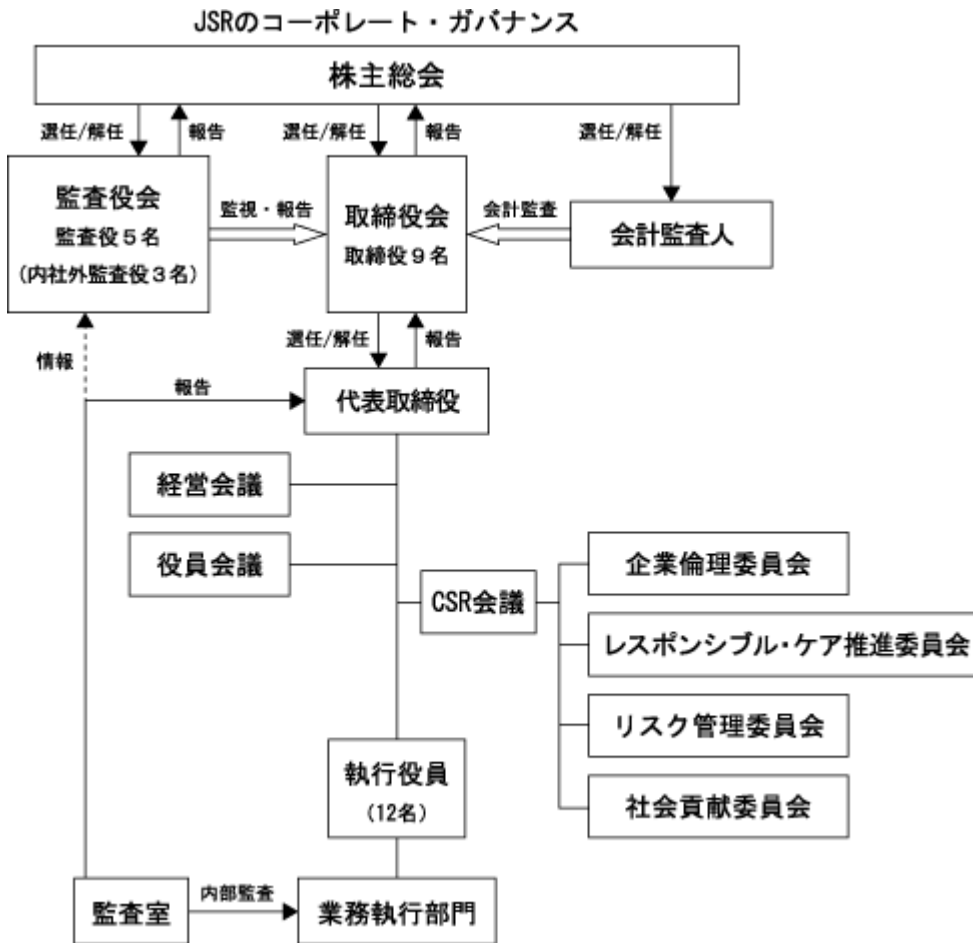 JSRのコーポレート・ガバナンス
株主総会
選任/解任
報告
選任/解任
報告
選任/解任
監査役会
監査役5名
(内社外監査役3名)
監視・報告
取締役会
取締役9名
会計監査
会計監査人
選任/解任
報告
情報
報告
代表取締役
経営会議
役員会議
CSR会議
企業倫理委員会
レスポンシブル・ケア推進委員会
リスク管理委員会
社会貢献委員会
執行役員
(12名)
監査室
内部監査
業務執行部門